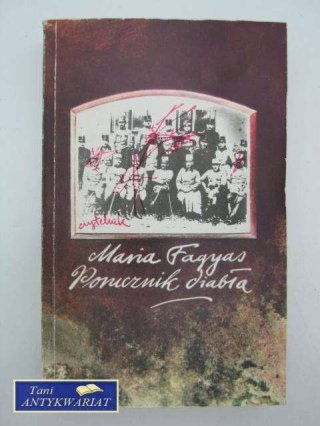 czytelnik
Maria Fagyas
Porucznik diabła
Tani
ANTYKWARIAT